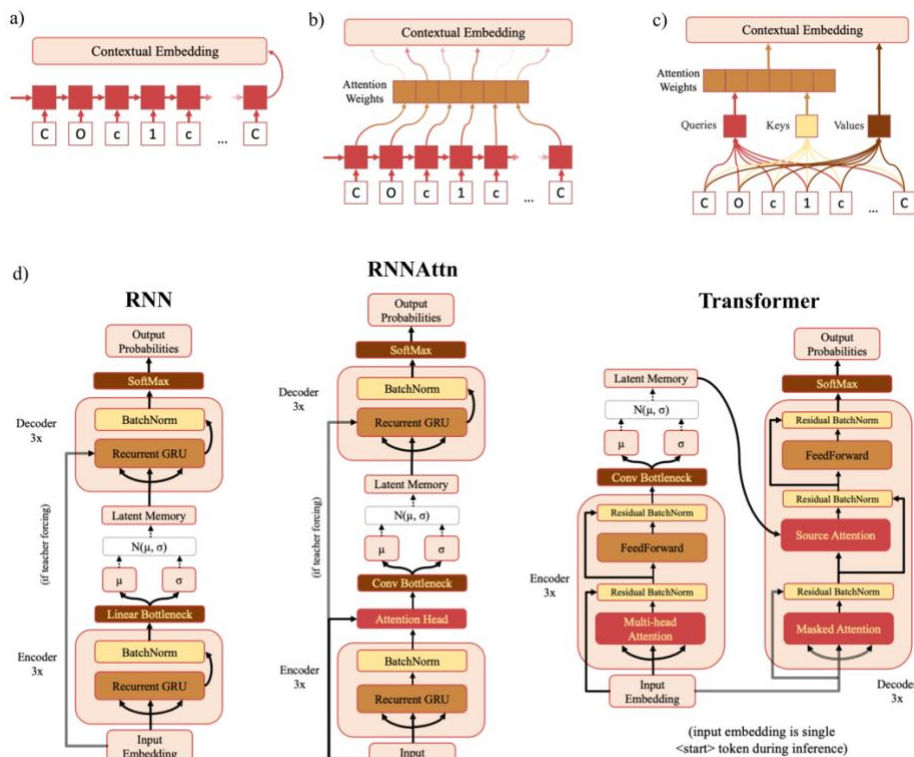 a)
Contextual Embedding
C O c 1 c ... C
b)
Contextual Embedding
Attention
Weights
C O c 1 c ... C
c)
Contextual Embedding
Attention
Weights
Queries
Keys
Values
C O c 1 c ... C
d)
RNN
Output
Probabilities
SoftMax
Decoder
3x
BatchNorm
Recurrent GRU
Latent Memory
N(μ, σ)
μ
σ
(if teacher forcing)
Linear Bottleneck
Encoder
3x
BatchNorm
Recurrent GRU
Input
Embedding
RNNAttn
Output
Probabilities
SoftMax
Decoder
3x
BatchNorm
Recurrent GRU
Latent Memory
N(μ, σ)
μ
σ
(if teacher forcing)
Conv Bottleneck
Attention Head
Encoder
3x
BatchNorm
Recurrent GRU
Input
Transformer
Latent Memory
N(μ, σ)
μ
σ
Conv Bottleneck
Residual BatchNorm
FeedForward
Encoder
3x
Residual BatchNorm
Multi-head
Attention
Input
Embedding
Output
Probabilities
SoftMax
Residual BatchNorm
FeedForward
Residual BatchNorm
Source Attention
Residual BatchNorm
Masked Attention
Decoder
3x
(input embedding is single
<start> token during inference)